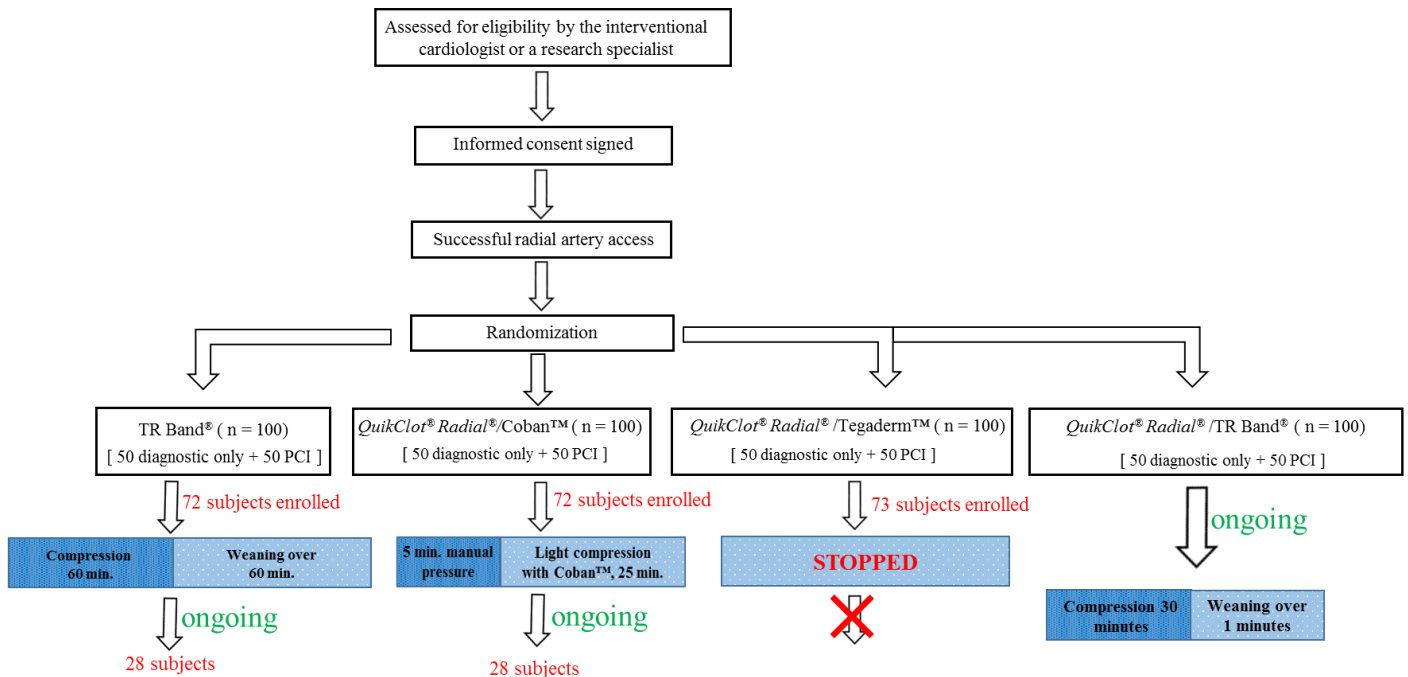 Assessed for eligibility by the interventional
cardiologist or a research specialist
Informed consent signed
Successful radial artery access
Randomization
TR Band® ( n = 100)
[ 50 diagnostic only + 50 PCI ]
QuikClot® Radial®/Coban™ ( n = 100)
[ 50 diagnostic only + 50 PCI ]
QuikClot® Radial® /Tegaderm™ ( n = 100)
[ 50 diagnostic only + 50 PCI ]
QuikClot® Radial® /TR Band® ( n = 100)
[ 50 diagnostic only + 50 PCI ]
72 subjects enrolled
72 subjects enrolled
73 subjects enrolled
ongoing
Compression
60 min.
Weaning over
60 min.
5 min. manual
pressure
Light compression
with Coban™, 25 min.
STOPPED
Compression 30
minutes
Weaning over
1 minutes
ongoing
ongoing
28 subjects
28 subjects